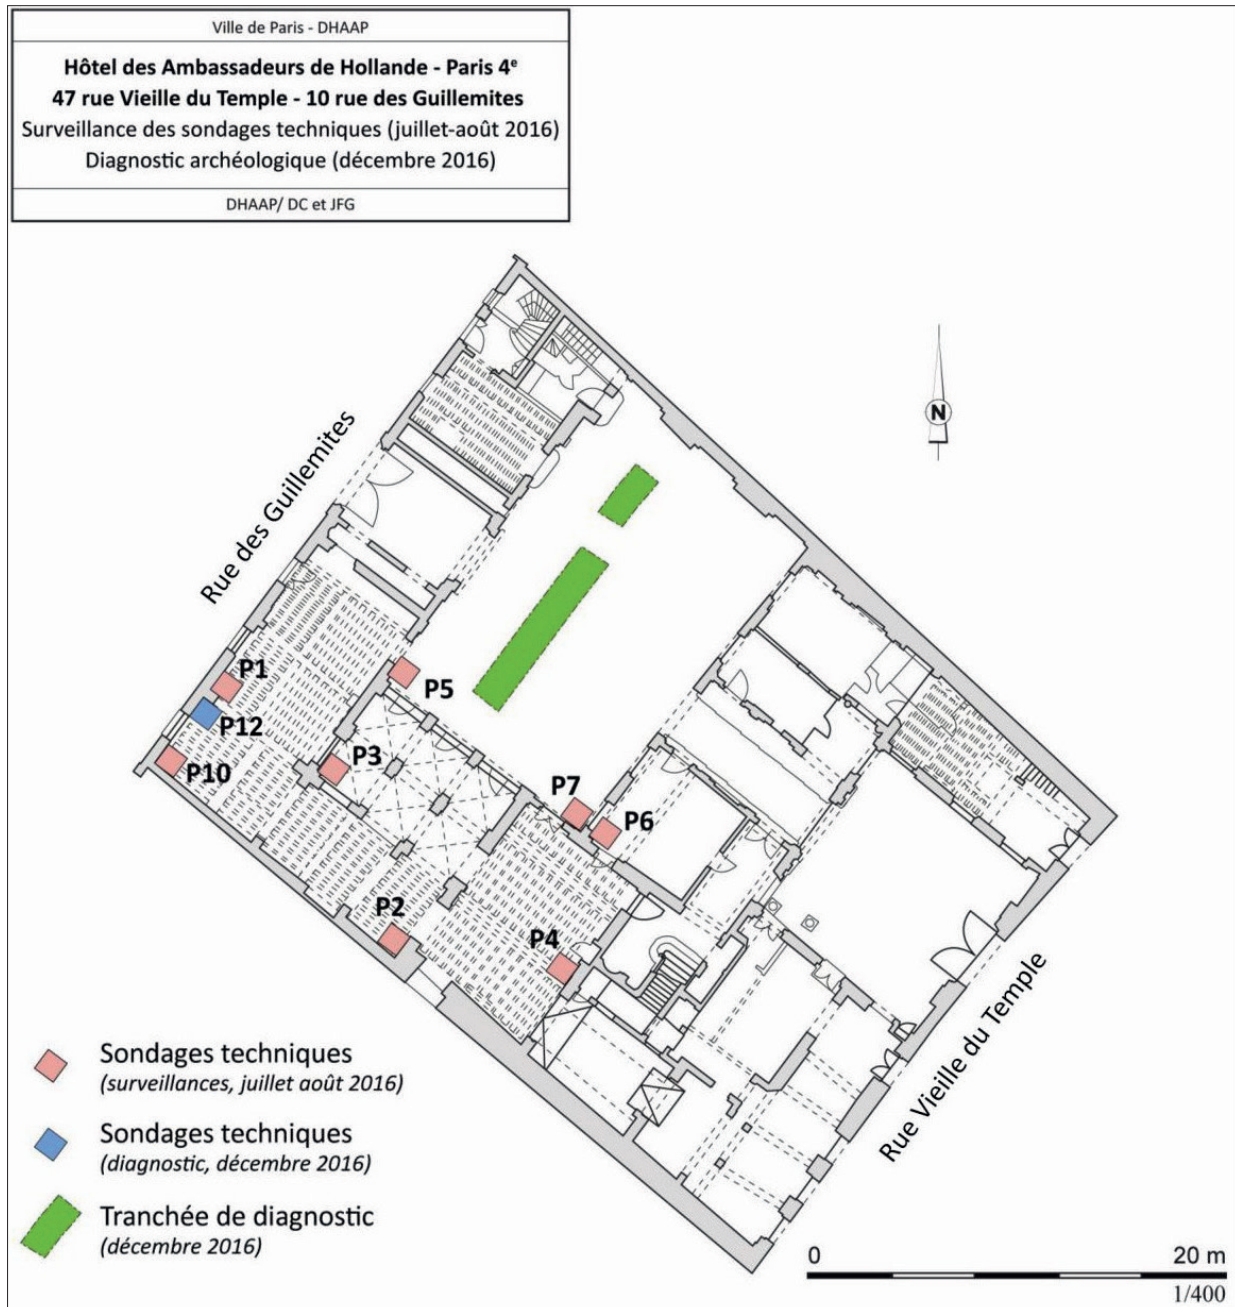 Ville de Paris - DHAAP
Hôtel des Ambassadeurs de Hollande - Paris 4e
47 rue Vieille du Temple - 10 rue des Guillemites
Surveillance des sondages techniques (juillet-août 2016)
Diagnostic archéologique (décembre 2016)
DHAAP/ DC et JFG
N
Rue des Guillemites
P1
P5
P12
P3
P10
P7
P6
P2
P4
Rue Vieille du Temple
Sondages techniques
(surveillances, juillet août 2016)
Sondages techniques
(diagnostic, décembre 2016)
Tranchée de diagnostic
(décembre 2016)
0 20 m
1/400